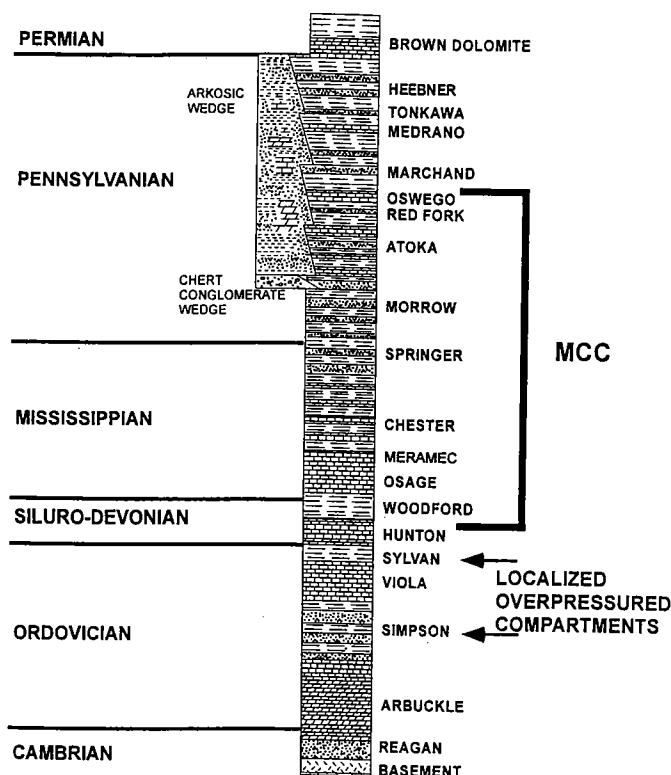 PERMIAN
BROWN DOLOMITE
ARKOSIC
WEDGE
HEEBNER
TONKAWA
MEDRANO
PENNSYLVANIAN
MARCHAND
OSWEGO
RED FORK
ATOKA
CHERT
CONGLOMERATE
WEDGE
MORROW
SPRINGER
MCC
MISSISSIPPIAN
CHESTER
MERAMEC
OSAGE
WOODFORD
SILURO-DEVONIAN
HUNTON
SYLVAN
VIOLA
LOCALIZED
OVERPRESSURED
COMPARTMENTS
ORDOVICIAN
SIMPSON
ARBUCKLE
CAMBRIAN
REAGAN
BASEMENT